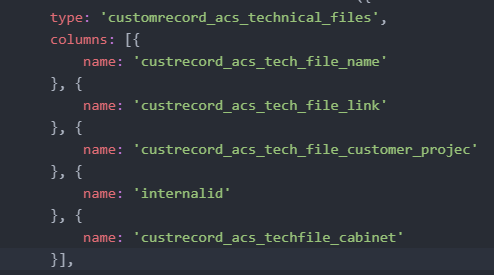 type: 'customrecord_acs_technical_files',
columns: [{
name: 'custrecord_acs_tech_file_name'
}, {
name: 'custrecord_acs_tech_file_link'
}, {
name: 'custrecord_acs_tech_file_customer_projec'
}, {
name: 'internalid'
}, {
name: 'custrecord_acs_techfile_cabinet'
}],